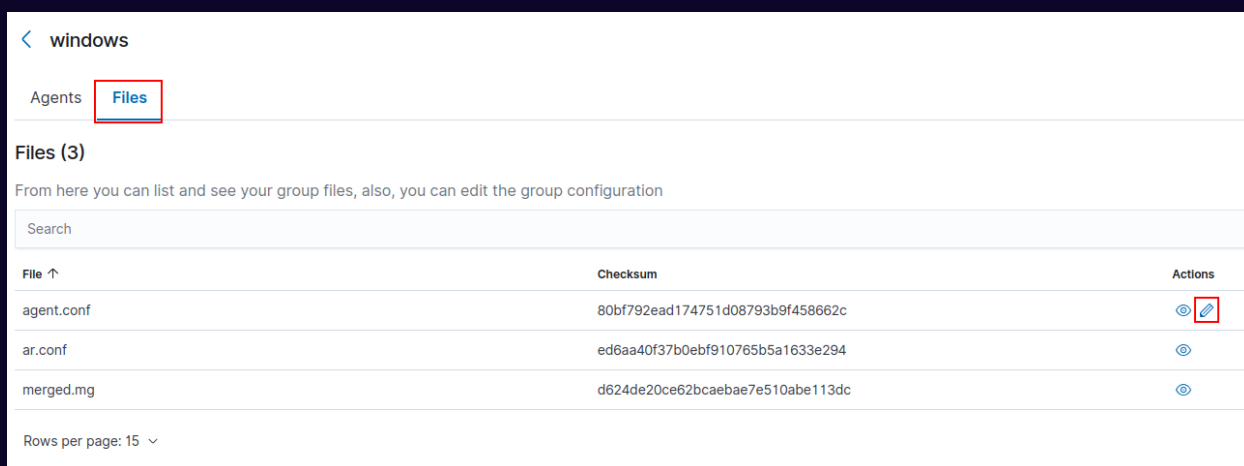 windows
Agents Files
Files (3)
From here you can list and see your group files, also, you can edit the group configuration
Search
File Checksum Actions
agent.conf 80bf792ead174751d08793b9f458662c
ar.conf ed6aa40f37b0ebf910765b5a1633e294
merged.mg d624de20ce62bcaebae7e510abe113dc
Rows per page: 15